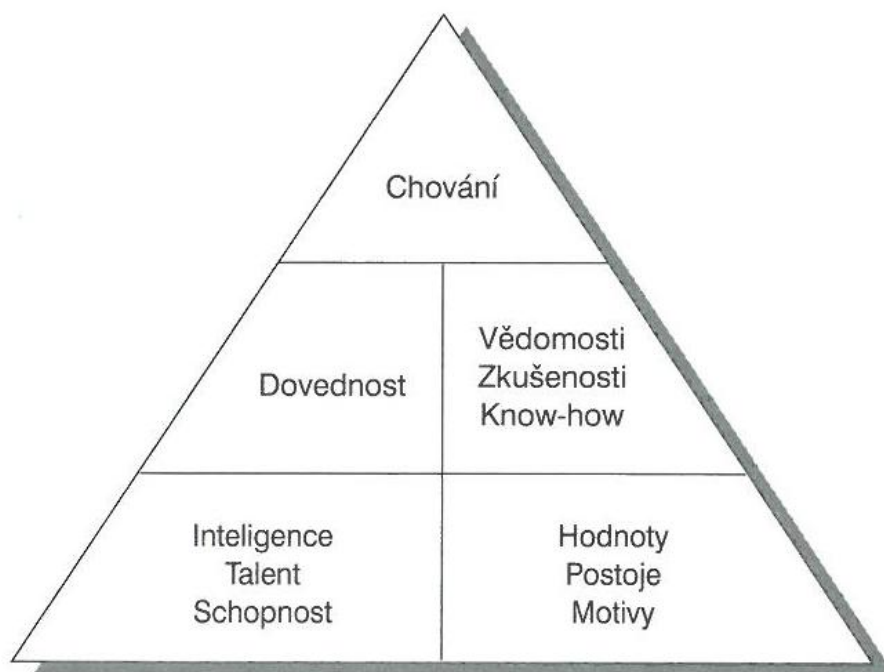 Chování
Dovednost
Vědomosti
Zkušenosti
Know-how
Inteligence
Talent
Schopnost
Hodnoty
Postoje
Motivy